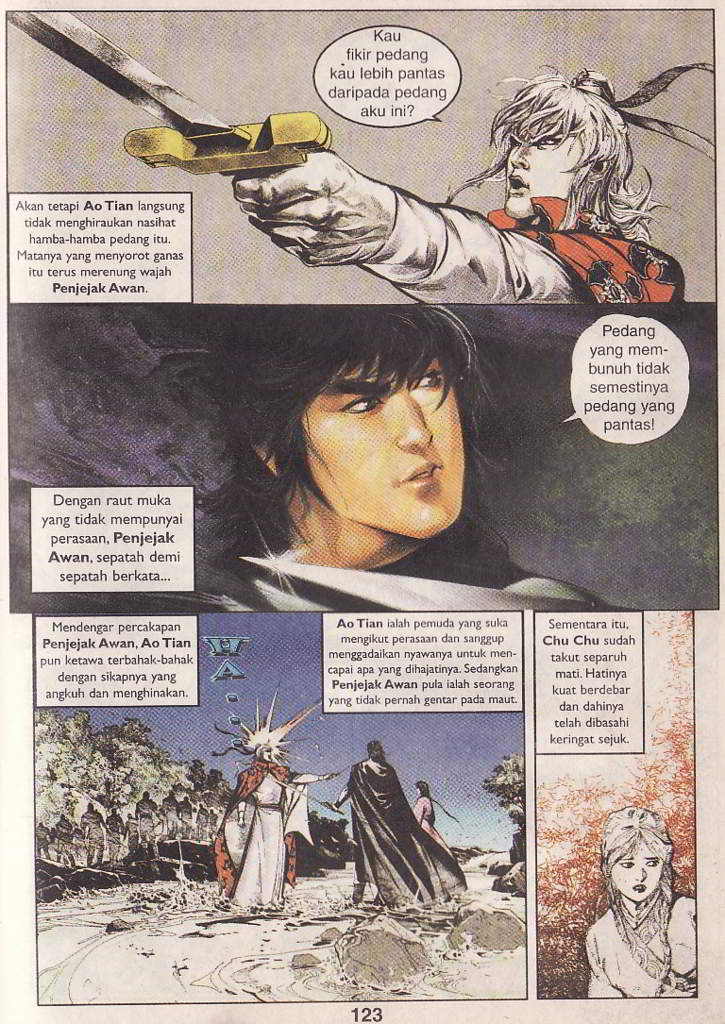 Kau
fikir pedang
kau lebih pantas
daripada pedang
aku ini?
Akan tetapi Ao Tian langsung
tidak menghiraukan nasihat
hamba-hamba pedang itu.
Matanya yang menyorot ganas
itu terus merenung wajah
Penjejak Awan.
Pedang
yang mem-
bunuh tidak
semestinya
pedang yang
pantas!
Dengan raut muka
yang tidak mempunyai
perasaan, Penjejak
Awan, sepatah demi
sepatah berkata...
Mendengar percakapan
Penjejak Awan, Ao Tian
pun ketawa terbahak-bahak
dengan sikapnya yang
angkuh dan menghinakan.
HA....
Ao Tian ialah pemuda yang suka
mengikut perasaan dan sanggup
menggadaikan nyawanya untuk men-
capai apa yang dihajatinya. Sedangkan
Penjejak Awan pula ialah seorang
yang tidak pernah gentar pada maut.
Sementara itu,
Chu Chu sudah
takut separuh
mati. Hatinya
kuat berdebar
dan dahinya
telah dibasahi
keringat sejuk.
123